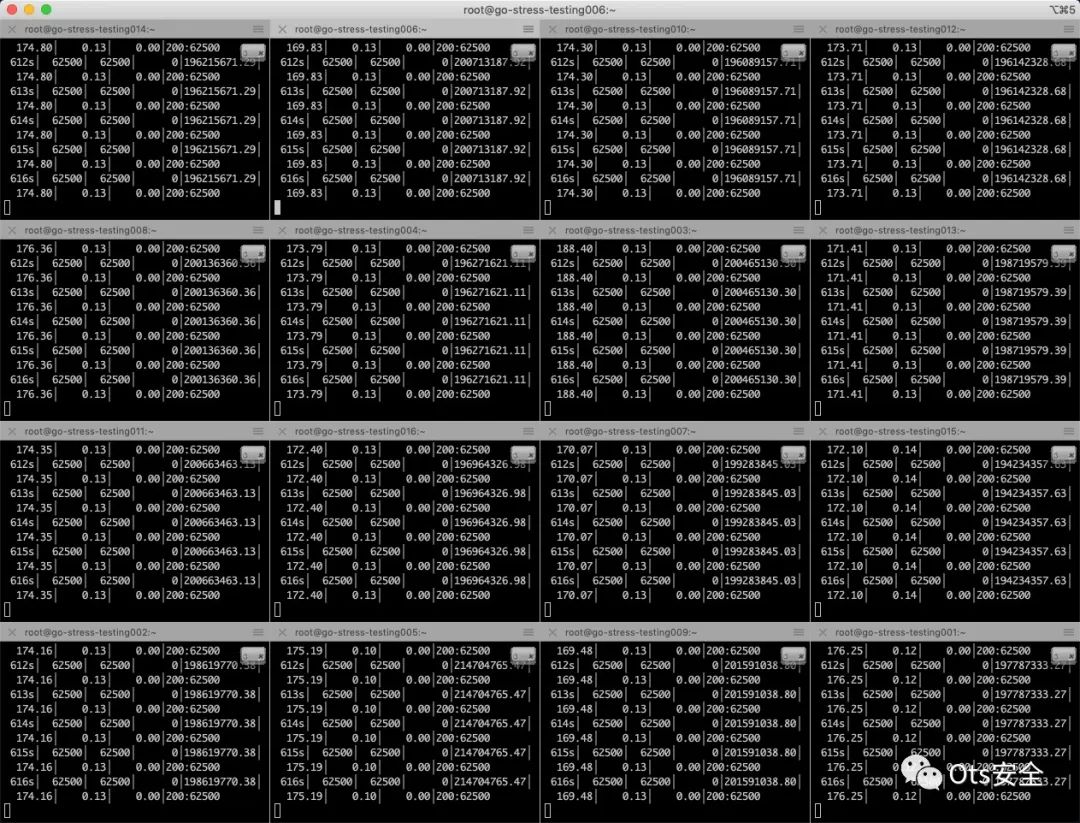 root@go-stress-testing006:~
⌥⌘5
root@go-stress-testing014:~
174.80| 0.13| 0.00|200:62500
612s| 62500| 62500| 0|196215671.29
174.80| 0.13| 0.00|200:62500
613s| 62500| 62500| 0|196215671.29|
174.80| 0.13| 0.00|200:62500
614s| 62500| 62500| 0|196215671.29|
174.80| 0.13| 0.00|200:62500
615s| 62500| 62500| 0|196215671.29|
174.80| 0.13| 0.00|200:62500
616s| 62500| 62500| 0|196215671.29|
174.80| 0.13| 0.00|200:62500
root@go-stress-testing006:~
169.83| 0.13| 0.00|200:62500
612s| 62500| 62500| 0|200713187.92
169.83| 0.13| 0.00|200:62500
613s| 62500| 62500| 0|200713187.92|
169.83| 0.13| 0.00|200:62500
614s| 62500| 62500| 0|200713187.92|
169.83| 0.13| 0.00|200:62500
615s| 62500| 62500| 0|200713187.92|
169.83| 0.13| 0.00|200:62500
616s| 62500| 62500| 0|200713187.92|
169.83| 0.13| 0.00|200:62500
root@go-stress-testing010:~
174.30| 0.13| 0.00|200:62500
612s| 62500| 62500| 0|196089157.71
174.30| 0.13| 0.00|200:62500
613s| 62500| 62500| 0|196089157.71|
174.30| 0.13| 0.00|200:62500
614s| 62500| 62500| 0|196089157.71|
174.30| 0.13| 0.00|200:62500
615s| 62500| 62500| 0|196089157.71|
174.30| 0.13| 0.00|200:62500
616s| 62500| 62500| 0|196089157.71|
174.30| 0.13| 0.00|200:62500
root@go-stress-testing012:~
173.71| 0.13| 0.00|200:62500
612s| 62500| 62500| 0|196142328.68
173.71| 0.13| 0.00|200:62500
613s| 62500| 62500| 0|196142328.68|
173.71| 0.13| 0.00|200:62500
614s| 62500| 62500| 0|196142328.68|
173.71| 0.13| 0.00|200:62500
615s| 62500| 62500| 0|196142328.68|
173.71| 0.13| 0.00|200:62500
616s| 62500| 62500| 0|196142328.68|
173.71| 0.13| 0.00|200:62500
root@go-stress-testing008:~
176.36| 0.13| 0.00|200:62500
612s| 62500| 62500| 0|200136360.36
176.36| 0.13| 0.00|200:62500
613s| 62500| 62500| 0|200136360.36|
176.36| 0.13| 0.00|200:62500
614s| 62500| 62500| 0|200136360.36|
176.36| 0.13| 0.00|200:62500
615s| 62500| 62500| 0|200136360.36|
176.36| 0.13| 0.00|200:62500
616s| 62500| 62500| 0|200136360.36|
176.36| 0.13| 0.00|200:62500
root@go-stress-testing004:~
173.79| 0.13| 0.00|200:62500
612s| 62500| 62500| 0|196271621.11
173.79| 0.13| 0.00|200:62500
613s| 62500| 62500| 0|196271621.11|
173.79| 0.13| 0.00|200:62500
614s| 62500| 62500| 0|196271621.11|
173.79| 0.13| 0.00|200:62500
615s| 62500| 62500| 0|196271621.11|
173.79| 0.13| 0.00|200:62500
616s| 62500| 62500| 0|196271621.11|
173.79| 0.13| 0.00|200:62500
root@go-stress-testing003:~
188.40| 0.13| 0.00|200:62500
612s| 62500| 62500| 0|200465130.30
188.40| 0.13| 0.00|200:62500
613s| 62500| 62500| 0|200465130.30|
188.40| 0.13| 0.00|200:62500
614s| 62500| 62500| 0|200465130.30|
188.40| 0.13| 0.00|200:62500
615s| 62500| 62500| 0|200465130.30|
188.40| 0.13| 0.00|200:62500
616s| 62500| 62500| 0|200465130.30|
188.40| 0.13| 0.00|200:62500
root@go-stress-testing013:~
171.41| 0.13| 0.00|200:62500
612s| 62500| 62500| 0|198719579.39
171.41| 0.13| 0.00|200:62500
613s| 62500| 62500| 0|198719579.39|
171.41| 0.13| 0.00|200:62500
614s| 62500| 62500| 0|198719579.39|
171.41| 0.13| 0.00|200:62500
615s| 62500| 62500| 0|198719579.39|
171.41| 0.13| 0.00|200:62500
616s| 62500| 62500| 0|198719579.39|
171.41| 0.13| 0.00|200:62500
root@go-stress-testing011:~
174.35| 0.13| 0.00|200:62500
612s| 62500| 62500| 0|200663463.13
174.35| 0.13| 0.00|200:62500
613s| 62500| 62500| 0|200663463.13|
174.35| 0.13| 0.00|200:62500
614s| 62500| 62500| 0|200663463.13|
174.35| 0.13| 0.00|200:62500
615s| 62500| 62500| 0|200663463.13|
174.35| 0.13| 0.00|200:62500
616s| 62500| 62500| 0|200663463.13|
174.35| 0.13| 0.00|200:62500
root@go-stress-testing016:~
172.40| 0.13| 0.00|200:62500
612s| 62500| 62500| 0|196964326.98
172.40| 0.13| 0.00|200:62500
613s| 62500| 62500| 0|196964326.98|
172.40| 0.13| 0.00|200:62500
614s| 62500| 62500| 0|196964326.98|
172.40| 0.13| 0.00|200:62500
615s| 62500| 62500| 0|196964326.98|
172.40| 0.13| 0.00|200:62500
616s| 62500| 62500| 0|196964326.98|
172.40| 0.13| 0.00|200:62500
root@go-stress-testing007:~
170.07| 0.13| 0.00|200:62500
612s| 62500| 62500| 0|199283845.03
170.07| 0.13| 0.00|200:62500
613s| 62500| 62500| 0|199283845.03|
170.07| 0.13| 0.00|200:62500
614s| 62500| 62500| 0|199283845.03|
170.07| 0.13| 0.00|200:62500
615s| 62500| 62500| 0|199283845.03|
170.07| 0.13| 0.00|200:62500
616s| 62500| 62500| 0|199283845.03|
170.07| 0.13| 0.00|200:62500
root@go-stress-testing015:~
172.10| 0.14| 0.00|200:62500
612s| 62500| 62500| 0|194234357.63
172.10| 0.14| 0.00|200:62500
613s| 62500| 62500| 0|194234357.63|
172.10| 0.14| 0.00|200:62500
614s| 62500| 62500| 0|194234357.63|
172.10| 0.14| 0.00|200:62500
615s| 62500| 62500| 0|194234357.63|
172.10| 0.14| 0.00|200:62500
616s| 62500| 62500| 0|194234357.63|
172.10| 0.14| 0.00|200:62500
root@go-stress-testing002:~
174.16| 0.13| 0.00|200:62500
612s| 62500| 62500| 0|198619770.38
174.16| 0.13| 0.00|200:62500
613s| 62500| 62500| 0|198619770.38|
174.16| 0.13| 0.00|200:62500
614s| 62500| 62500| 0|198619770.38|
174.16| 0.13| 0.00|200:62500
615s| 62500| 62500| 0|198619770.38|
174.16| 0.13| 0.00|200:62500
616s| 62500| 62500| 0|198619770.38|
174.16| 0.13| 0.00|200:62500
root@go-stress-testing005:~
175.19| 0.10| 0.00|200:62500
612s| 62500| 62500| 0|214704765.47
175.19| 0.10| 0.00|200:62500
613s| 62500| 62500| 0|214704765.47|
175.19| 0.10| 0.00|200:62500
614s| 62500| 62500| 0|214704765.47|
175.19| 0.10| 0.00|200:62500
615s| 62500| 62500| 0|214704765.47|
175.19| 0.10| 0.00|200:62500
616s| 62500| 62500| 0|214704765.47|
175.19| 0.10| 0.00|200:62500
root@go-stress-testing009:~
169.48| 0.13| 0.00|200:62500
612s| 62500| 62500| 0|201591038.80
169.48| 0.13| 0.00|200:62500
613s| 62500| 62500| 0|201591038.80|
169.48| 0.13| 0.00|200:62500
614s| 62500| 62500| 0|201591038.80|
169.48| 0.13| 0.00|200:62500
615s| 62500| 62500| 0|201591038.80|
169.48| 0.13| 0.00|200:62500
616s| 62500| 62500| 0|201591038.80|
169.48| 0.13| 0.00|200:62500
root@go-stress-testing001:~
176.25| 0.12| 0.00|200:62500
612s| 62500| 62500| 0|197787333.27
176.25| 0.12| 0.00|200:62500
613s| 62500| 62500| 0|197787333.27|
176.25| 0.12| 0.00|200:62500
614s| 62500| 62500| 0|197787333.27|
176.25| 0.12| 0.00|200:62500
615s| 62500| 62500| 0|197787333.27|
176.25| 0.12| 0.00|200:62500
616s| 62500| 62500| 0|197787333.27|
176.25| 0.12| 0.00|200:62500
Ots安全